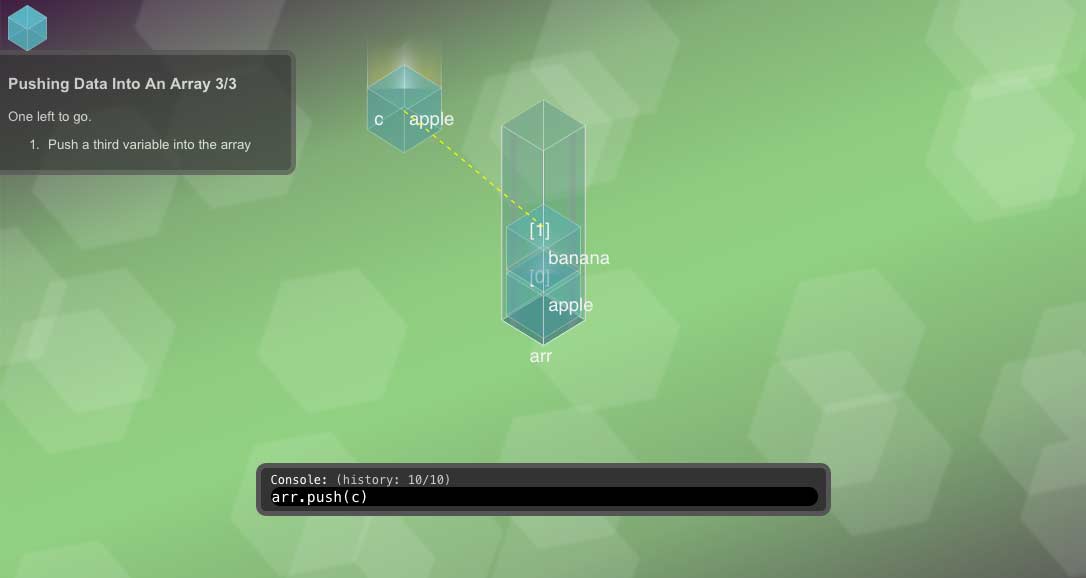 Pushing Data Into An Array 3/3
One left to go.
1. Push a third variable into the array
c apple
[1]
banana
[0]
apple
arr
Console: (history: 10/10)
arr.push(c)